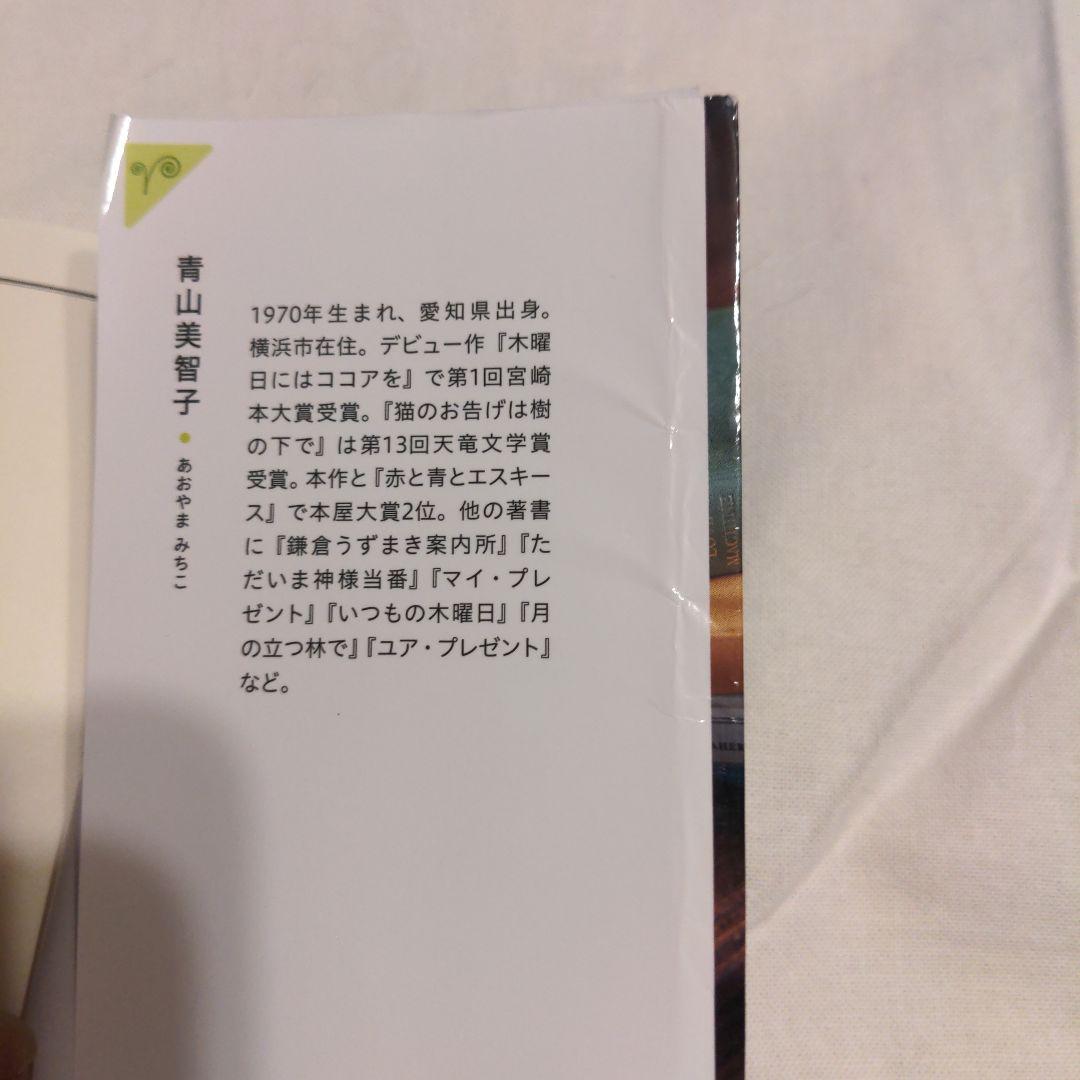 青山美智子 ● あおやま みちこ
1970年生まれ、愛知県出身。
横浜市在住。デビュー作『木曜
日にはココアを』で第1回宮崎
本大賞受賞。『猫のお告げは樹
の下で』は第13回天竜文学賞
受賞。本作と『赤と青とエスキー
ス』で本屋大賞2位。他の著書
に『鎌倉うずまき案内所』『た
だいま神様当番』『マイ・プレ
ゼント』『いつもの木曜日』『月
の立つ林で』『ユア・プレゼント』
など。